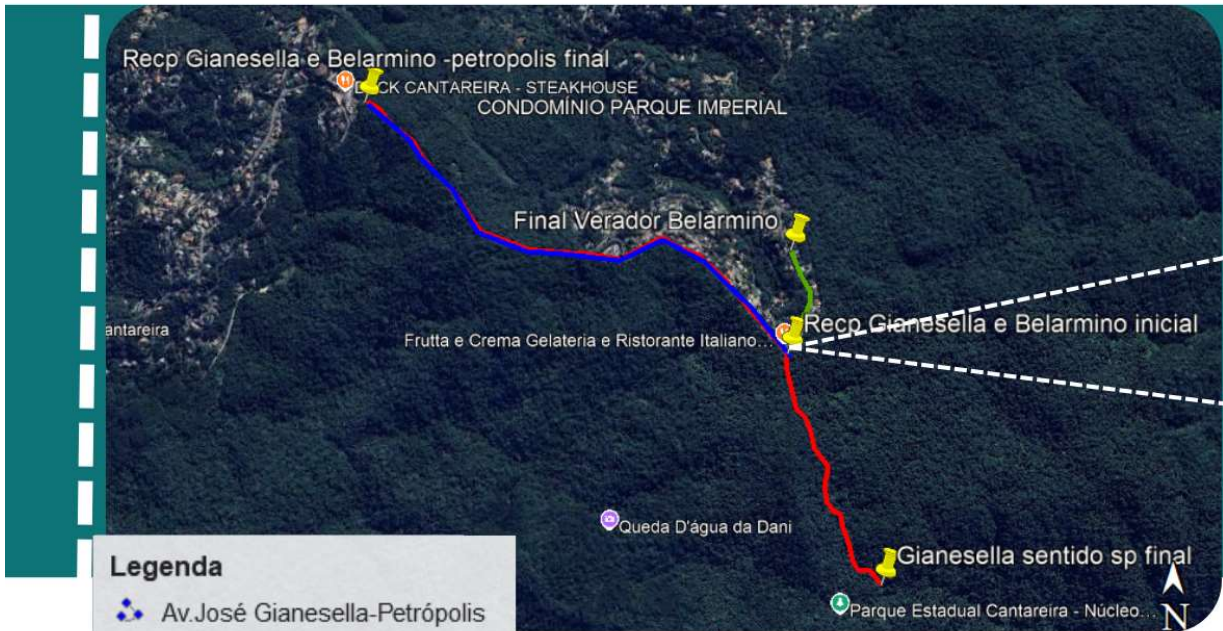 Recp Gianesella e Belarmino -petropolis final
CK CANTAREIRA - STEAKHOUSE
CONDOMÍNIO PARQUE IMPERIAL
Final Verador Belarmino
antareira
Frutta e Crema Gelateria e Ristorante Italiano...
Recp Gianesella e Belarmino inicial
Queda D'água da Dani
Gianesella sentido sp final
Parque Estadual Cantareira - Núcleo...
N
Legenda
Av.José Gianesella-Petrópolis